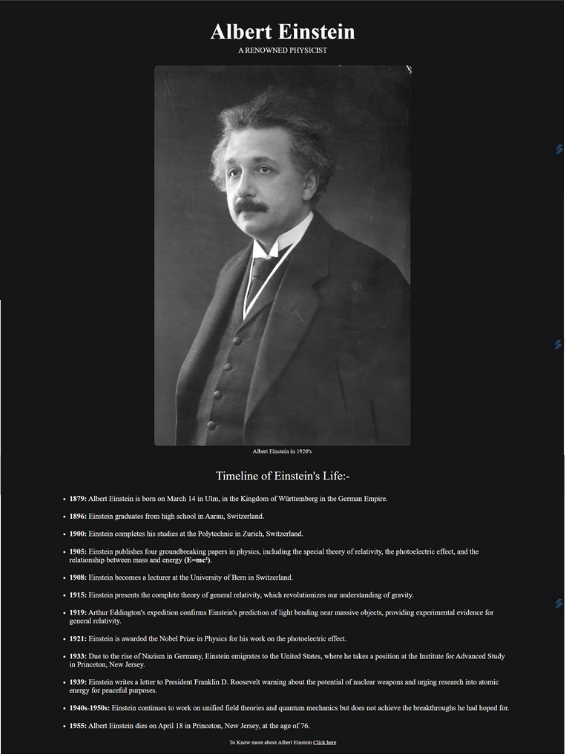 Albert Einstein
A RENOWNED PHYSICIST
Albert Einstein in 1920's
Timeline of Einstein's Life:-
• 1879: Albert Einstein is born on March 14 in Ulm, in the Kingdom of Württemberg in the German Empire.
• 1896: Einstein graduates from high school in Aarau, Switzerland.
• 1900: Einstein completes his studies at the Polytechnic in Zurich, Switzerland.
• 1905: Einstein publishes four groundbreaking papers in physics, including the special theory of relativity, the photoelectric effect, and the
relationship between mass and energy (E=mc²).
• 1908: Einstein becomes a lecturer at the University of Bern in Switzerland.
• 1915: Einstein presents the complete theory of general relativity, which revolutionizes our understanding of gravity.
• 1919: Arthur Eddington's expedition confirms Einstein's prediction of light bending near massive objects, providing experimental evidence for
general relativity.
• 1921: Einstein is awarded the Nobel Prize in Physics for his work on the photoelectric effect.
• 1933: Due to the rise of Nazism in Germany, Einstein emigrates to the United States, where he takes a position at the Institute for Advanced Study
in Princeton, New Jersey.
• 1939: Einstein writes a letter to President Franklin D. Roosevelt warning about the potential of nuclear weapons and urging research into atomic
energy for peaceful purposes.
• 1940s-1950s: Einstein continues to work on unified field theories and quantum mechanics but does not achieve the breakthroughs he had hoped for.
• 1955: Albert Einstein dies on April 18 in Princeton, New Jersey, at the age of 76.
To Know more about Albert Einstein Click here